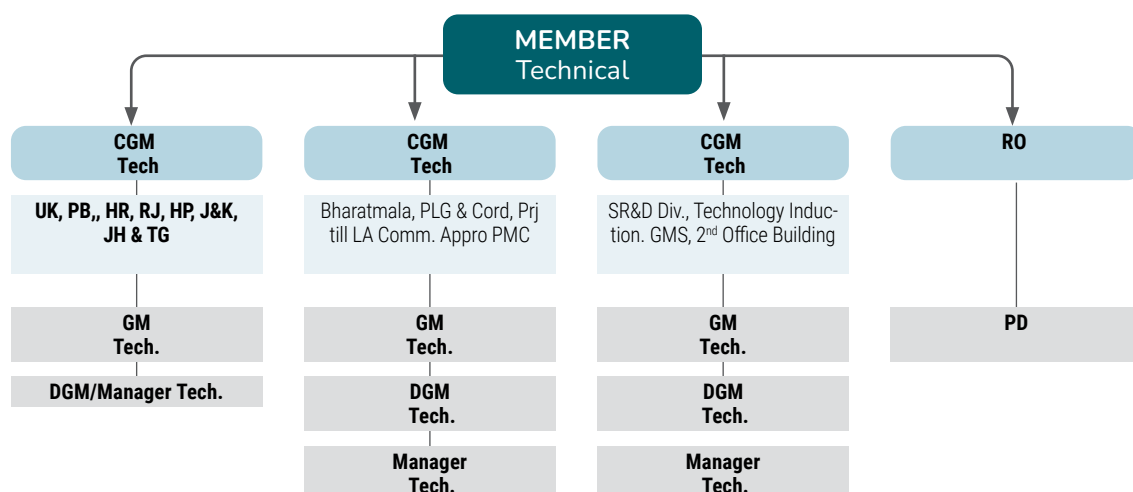 MEMBER
Technical
CGM
Tech
UK, PB,, HR, RJ, HP, J&K,
JH & TG
GM
Tech.
DGM/Manager Tech.
CGM
Tech
Bharatmala, PLG & Cord, Prj
till LA Comm. Appro PMC
GM
Tech.
DGM
Tech.
Manager
Tech.
CGM
Tech
SR&D Div., Technology Induc-
tion. GMS, 2nd Office Building
GM
Tech.
DGM
Tech.
Manager
Tech.
RO
PD